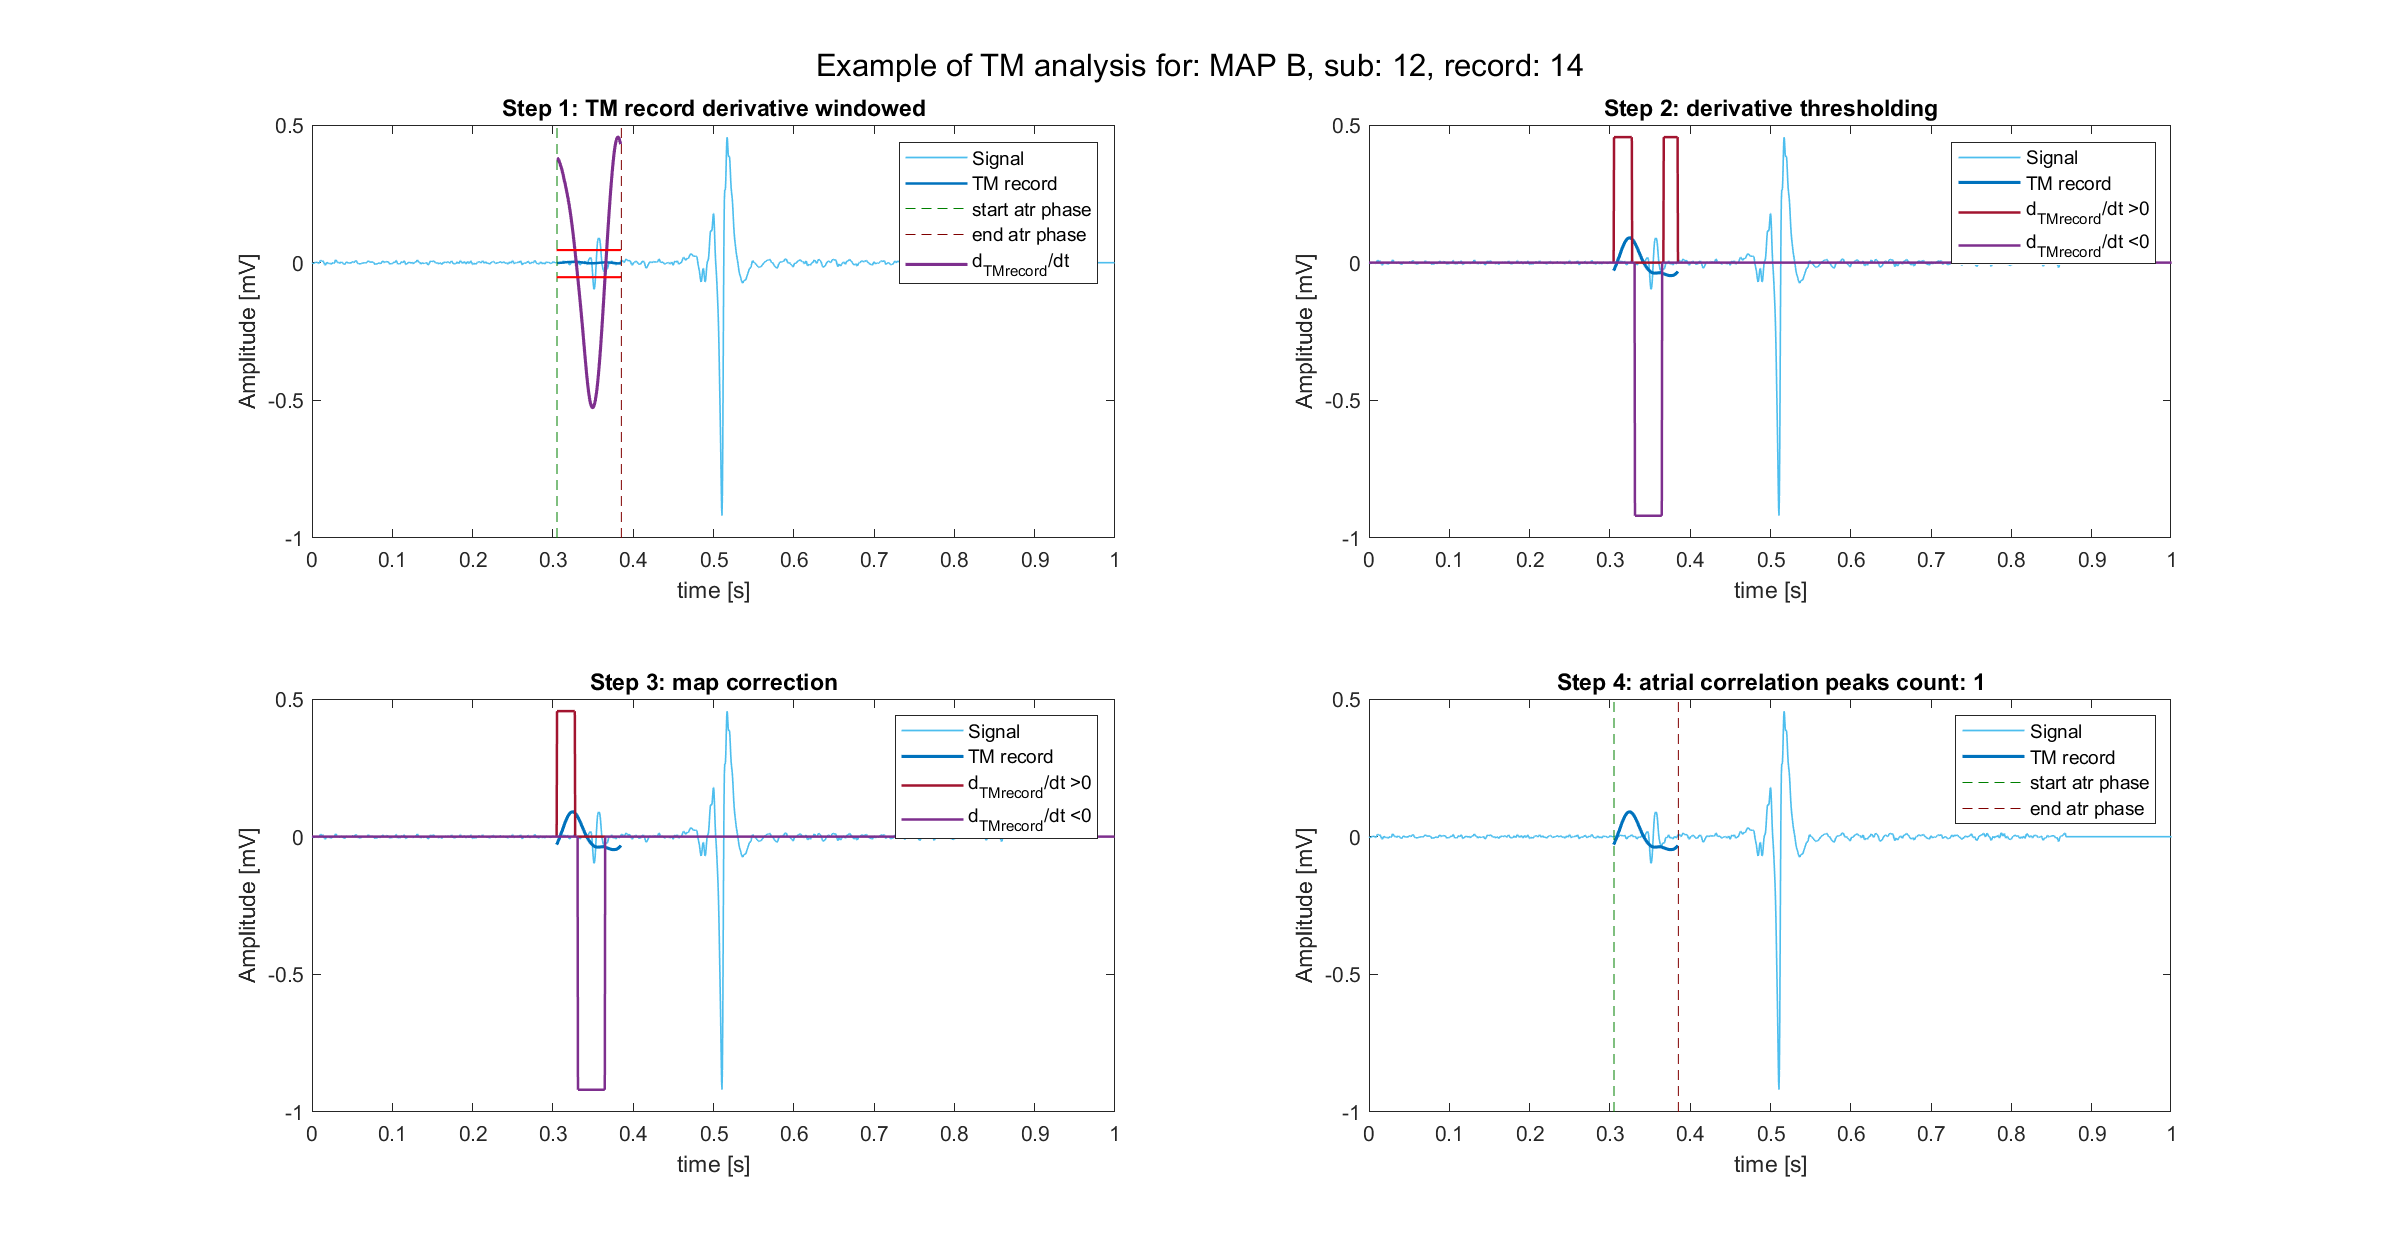 Example of TM analysis for: MAP B, sub: 12, record: 14
Step 1: TM record derivative windowed
0.5
0
-0.5
-1
Amplitude [mV]
0 0.1 0.2 0.3 0.4 0.5 0.6 0.7 0.8 0.9 1
time [s]
Signal
TM record
start atr phase
end atr phase
dTMrecord/dt
Step 2: derivative thresholding
0.5
0
-0.5
-1
Amplitude [mV]
0 0.1 0.2 0.3 0.4 0.5 0.6 0.7 0.8 0.9 1
time [s]
Signal
TM record
dTMrecord/dt >0
dTMrecord/dt <0
Step 3: map correction
0.5
0
-0.5
-1
Amplitude [mV]
0 0.1 0.2 0.3 0.4 0.5 0.6 0.7 0.8 0.9 1
time [s]
Signal
TM record
dTMrecord/dt >0
dTMrecord/dt <0
Step 4: atrial correlation peaks count: 1
0.5
0
-0.5
-1
Amplitude [mV]
0 0.1 0.2 0.3 0.4 0.5 0.6 0.7 0.8 0.9 1
time [s]
Signal
TM record
start atr phase
end atr phase